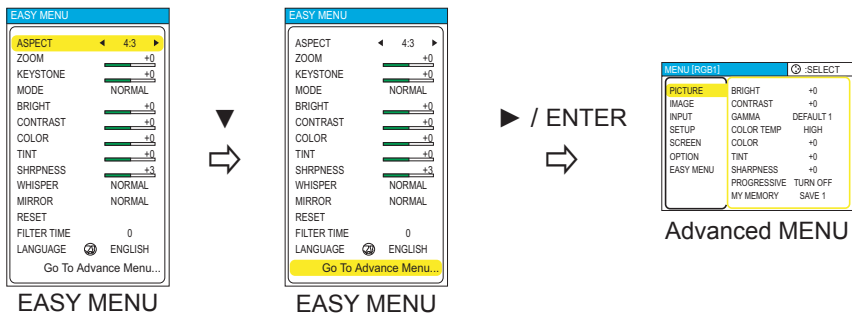 EASY MENU
ASPECT ◄ 4:3 ►
ZOOM +0
KEYSTONE +0
MODE NORMAL
BRIGHT +0
CONTRAST +0
COLOR +0
TINT +0
SHRPNESS +3
WHISPER NORMAL
MIRROR NORMAL
RESET
FILTER TIME 0
LANGUAGE ENGLISH
Go To Advance Menu...
EASY MENU
▼
EASY MENU
ASPECT ◄ 4:3 ►
ZOOM +0
KEYSTONE +0
MODE NORMAL
BRIGHT +0
CONTRAST +0
COLOR +0
TINT +0
SHRPNESS +3
WHISPER NORMAL
MIRROR NORMAL
RESET
FILTER TIME 0
LANGUAGE ENGLISH
Go To Advance Menu...
EASY MENU
► / ENTER
MENU [RGB1] :SELECT
PICTURE BRIGHT +0
IMAGE CONTRAST +0
INPUT GAMMA DEFAULT 1
SETUP COLOR TEMP HIGH
SCREEN COLOR +0
OPTION TINT +0
EASY MENU SHARPNESS +0
PROGRESSIVE TURN OFF
MY MEMORY SAVE 1
Advanced MENU